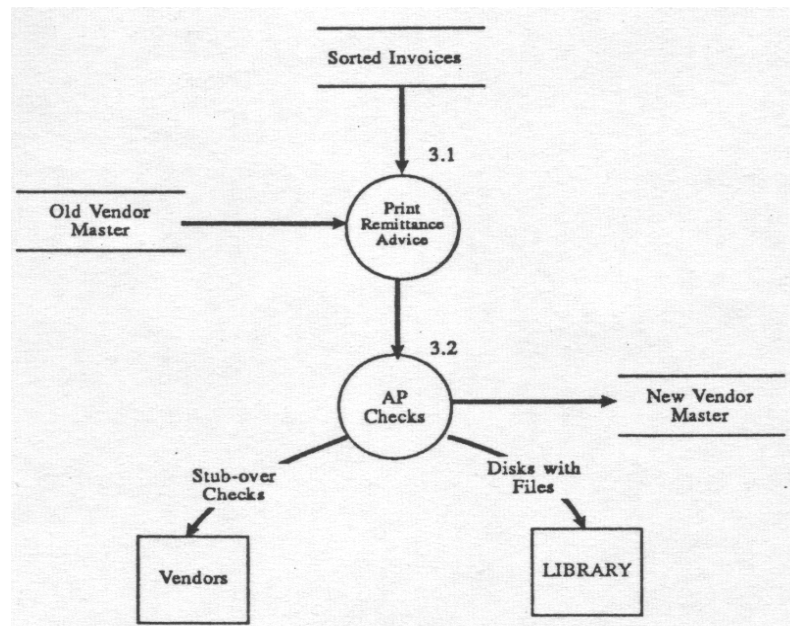 Sorted Invoices
3.1
Old Vendor
Master
Print
Remittance
Advice
3.2
AP
Checks
New Vendor
Master
Stub-over
Checks
Disks with
Files
Vendors
LIBRARY